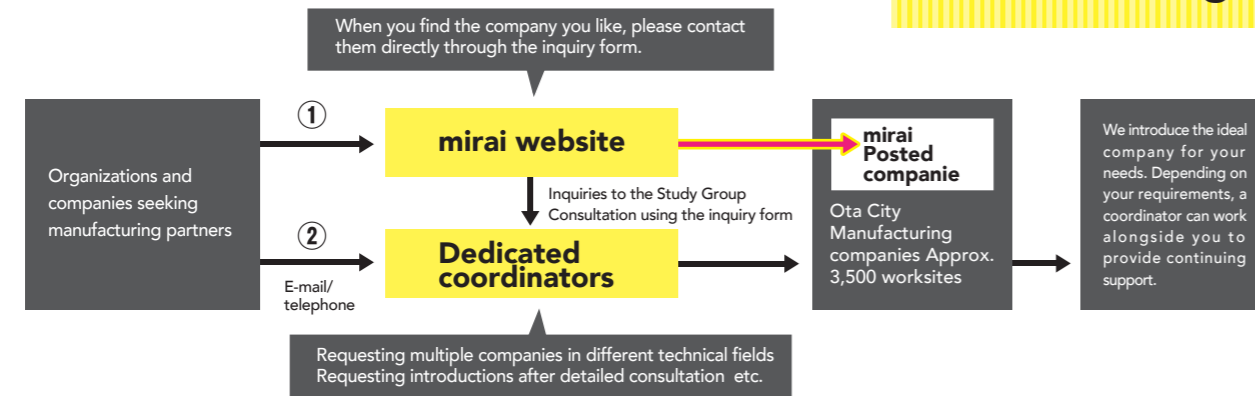 When you find the company you like, please contact
them directly through the inquiry form.
Organizations and
companies seeking
manufacturing partners
①
mirai website
Inquiries to the Study Group
Consultation using the inquiry form
②
E-mail/
telephone
Dedicated
coordinators
Requesting multiple companies in different technical fields
Requesting introductions after detailed consultation etc.
mirai
Posted
companie
Ota City
Manufacturing
companies Approx.
3,500 worksites
We introduce the ideal
company for your
needs. Depending on
your requirements, a
coordinator can work
alongside you to
provide continuing
support.